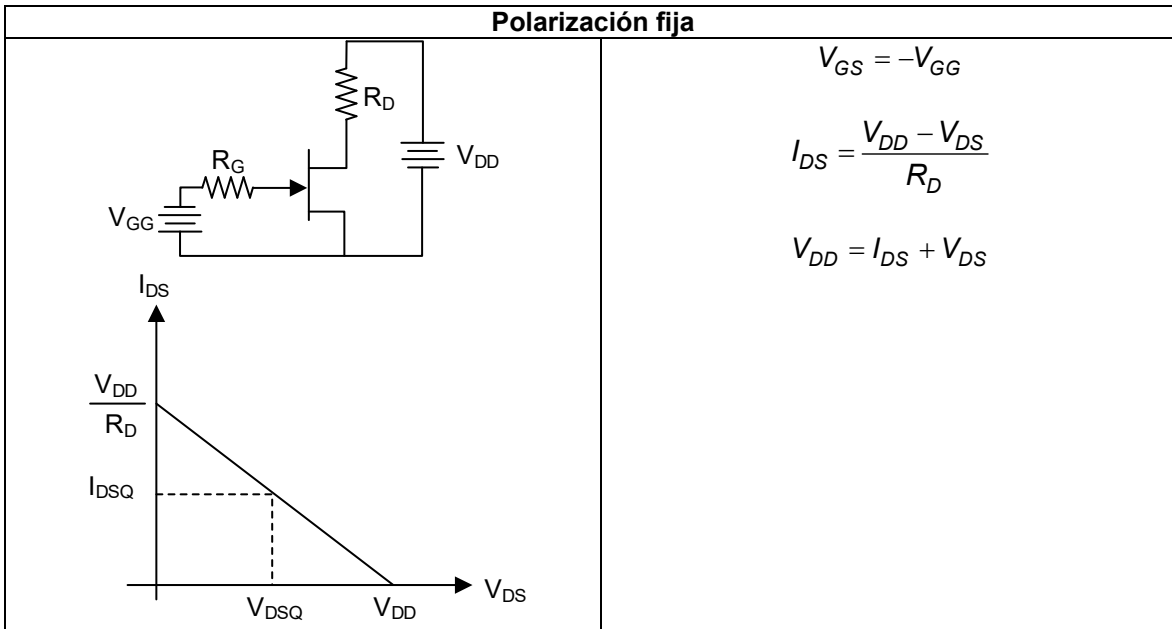 Polarización fija
R_D
V_DD
R_G
V_GG
I_DS
V_DD
R_D
I_DSQ
V_DSQ
V_DD
V_DS
V_GS = −V_GG
I_DS = (V_DD − V_DS) / R_D
V_DD = I_DS + V_DS